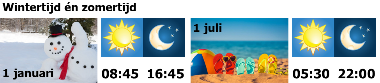 Wintertijd én zomertijd
1 juli
1 januari 08:45 16:45 05:30 22:00